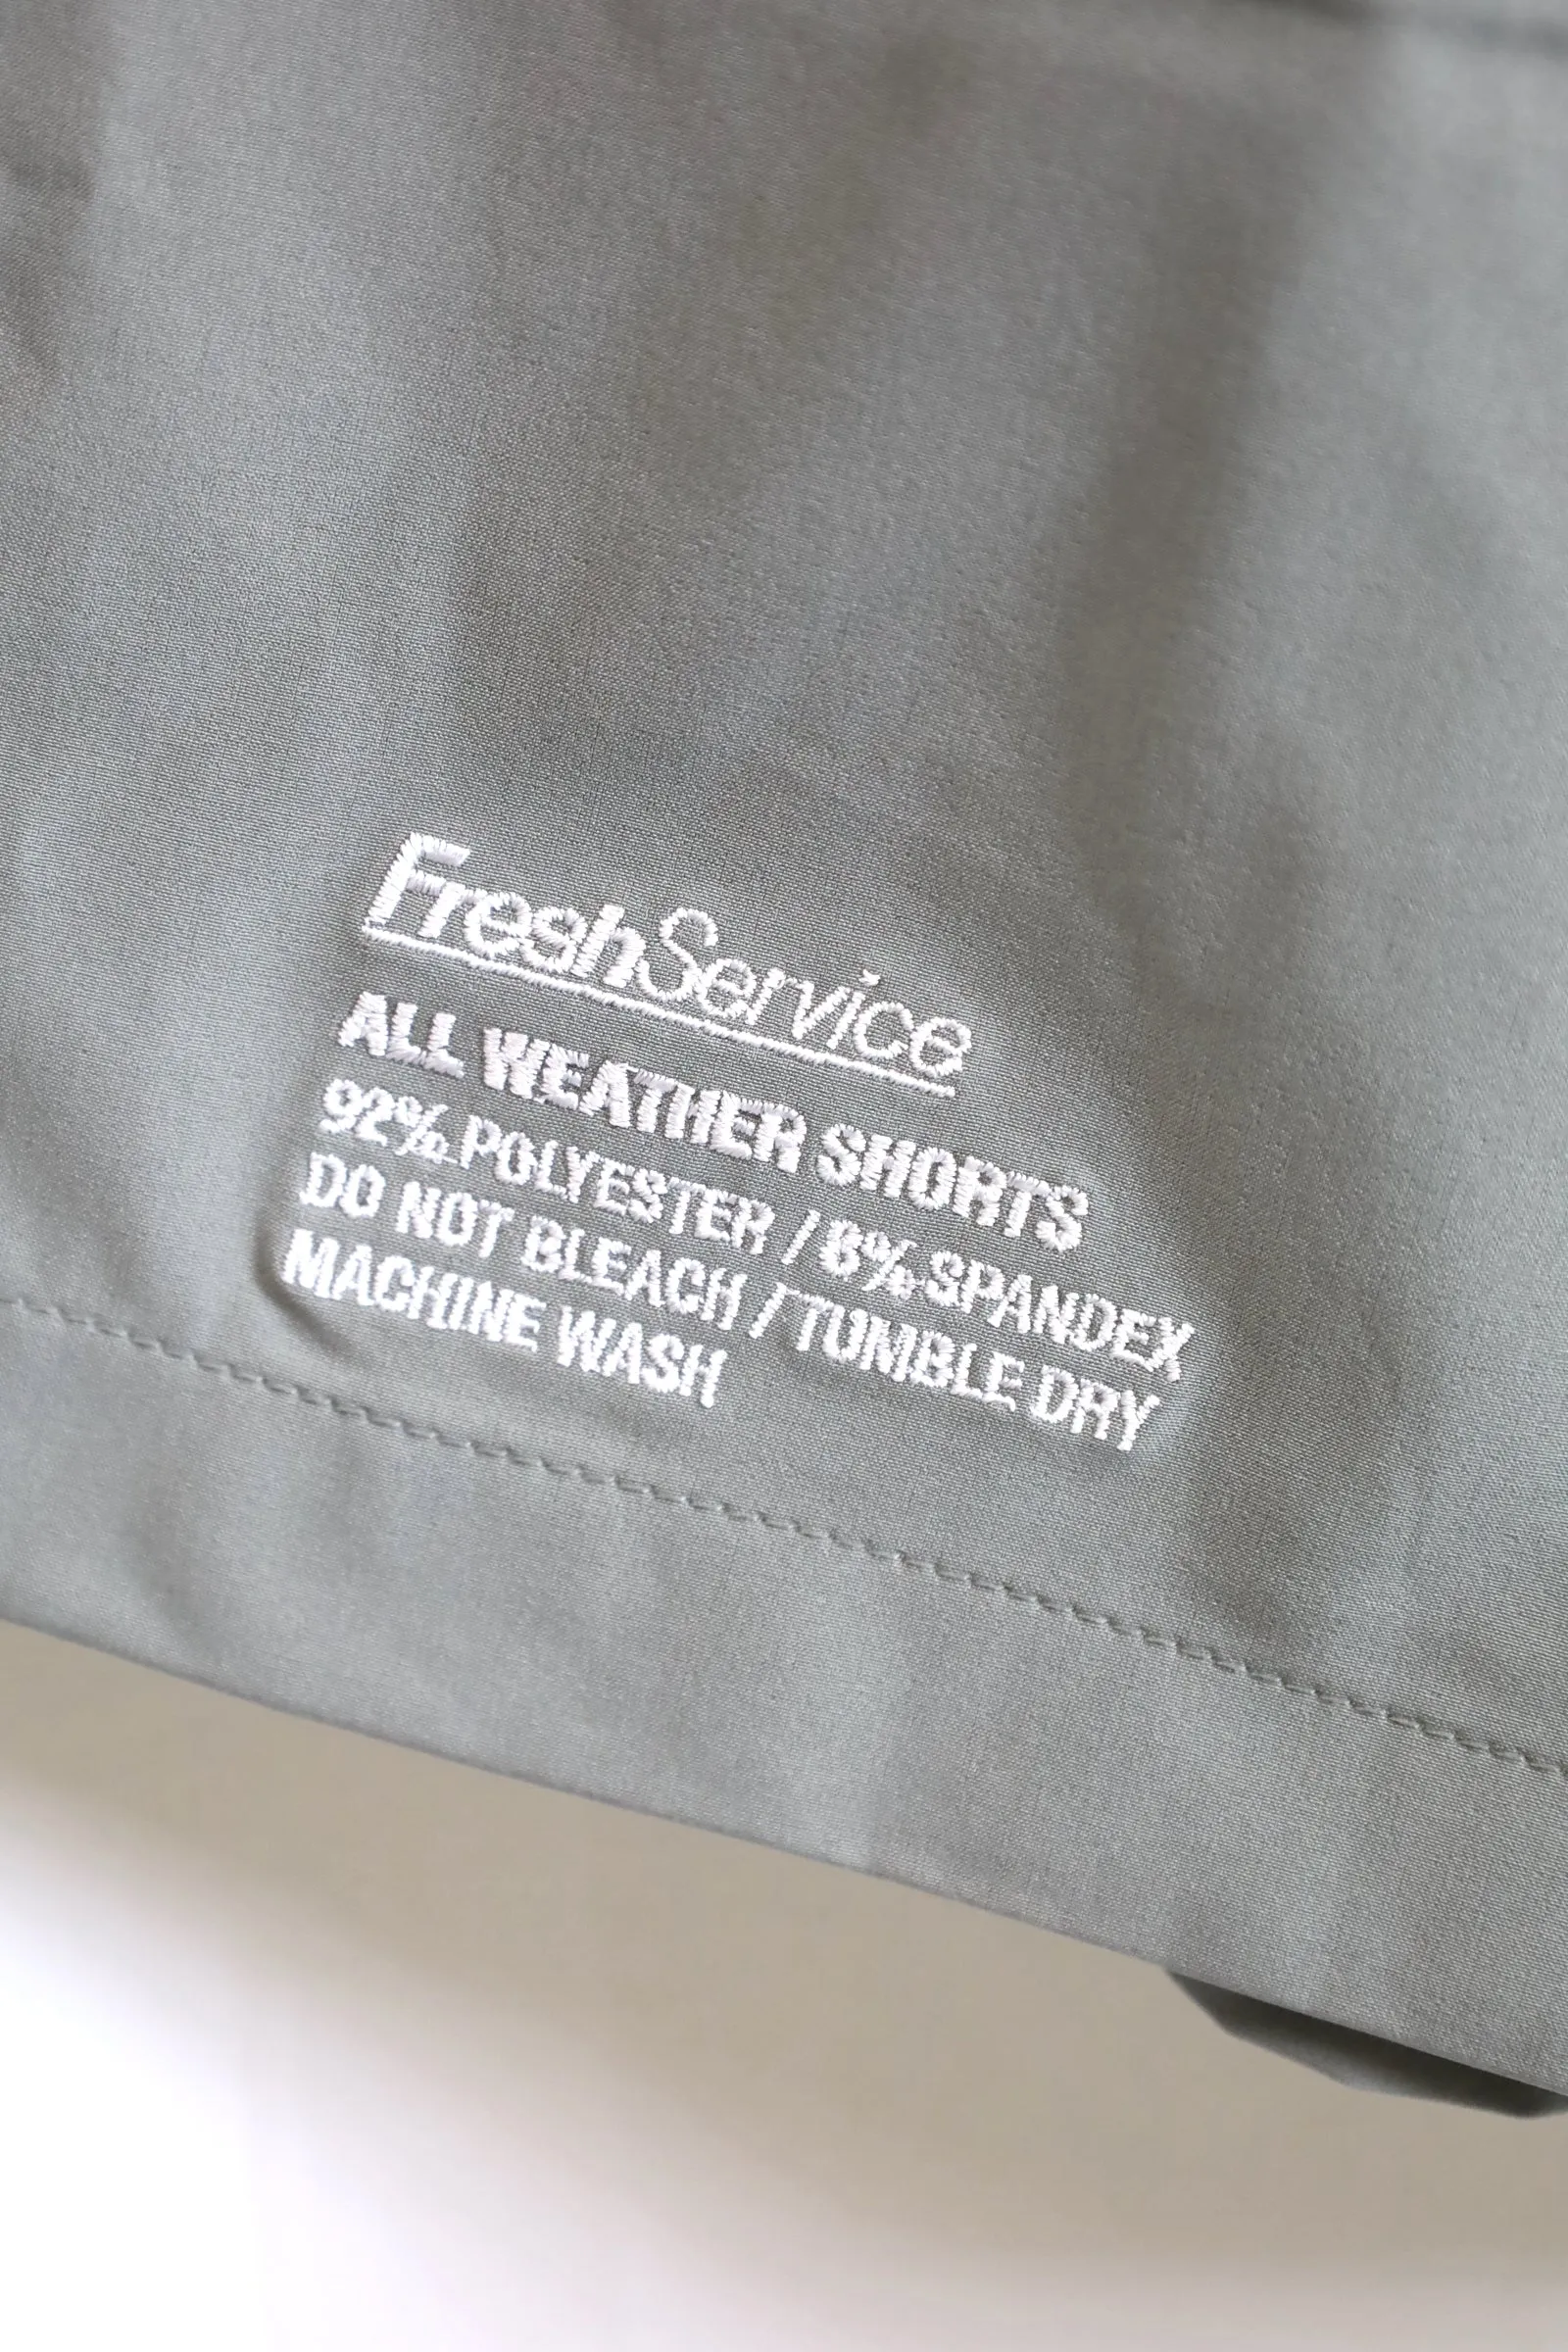 FreshService
ALL WEATHER SHORTS
92% POLYESTER / 8% SPANDEX
DO NOT BLEACH / TUMBLE DRY
MACHINE WASH